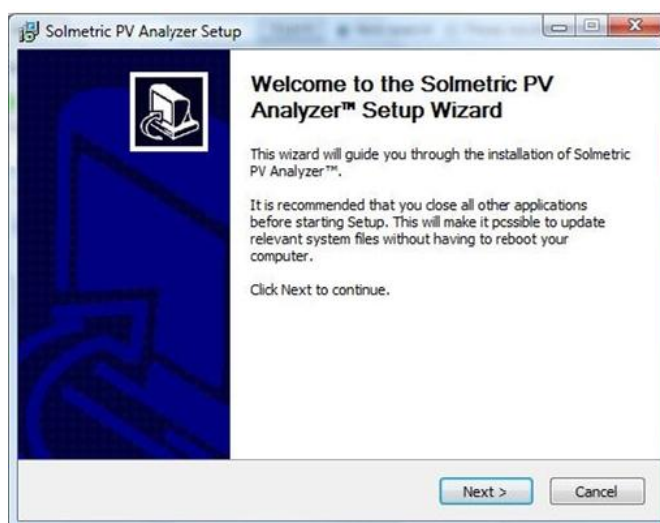 Solmetric PV Analyzer Setup
Welcome to the Solmetric PV
Analyzer™ Setup Wizard
This wizard will guide you through the installation of Solmetric
PV Analyzer™.
It is recommended that you close all other applications
before starting Setup. This will make it possible to update
relevant system files without having to reboot your
computer.
Click Next to continue.
Next >
Cancel